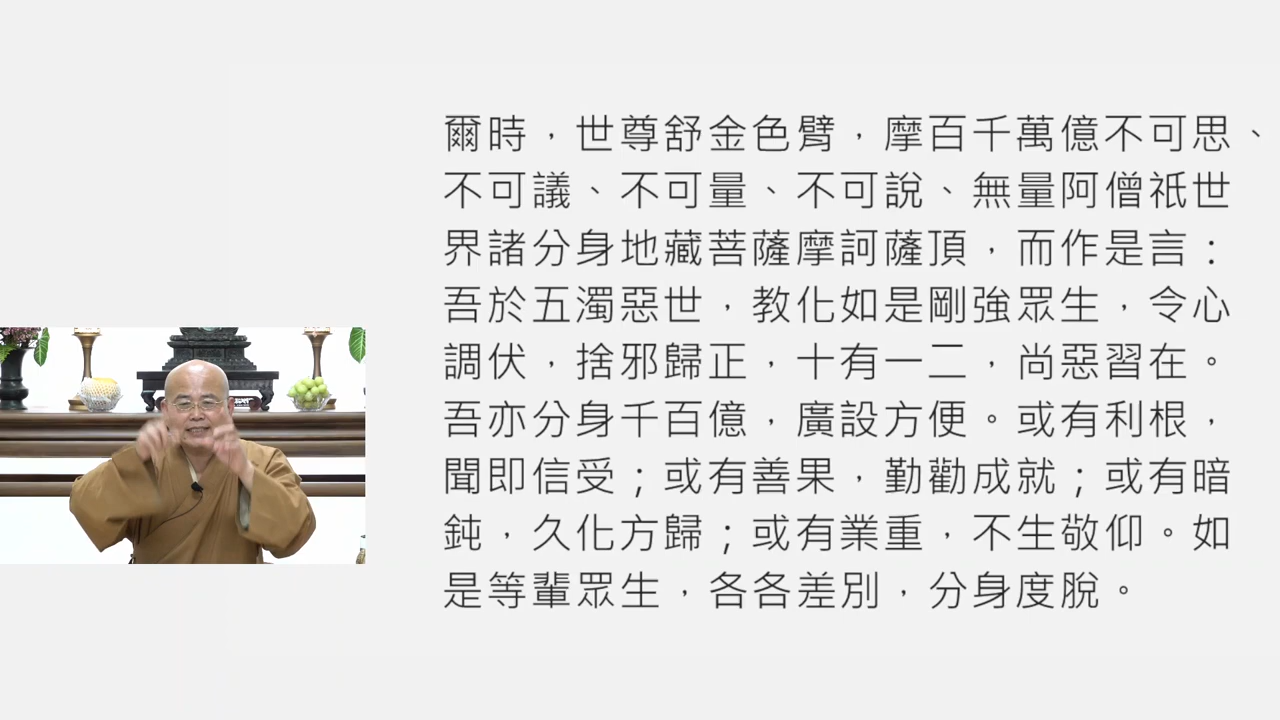 爾時，世尊舒金色臂，摩百千萬億不可思、
不可議、不可量、不可說、無量阿僧祇世
界諸分身地藏菩薩摩訶薩頂，而作是言：
吾於五濁惡世，教化如是剛強眾生，令心
調伏，捨邪歸正，十有一二，尚惡習在。
吾亦分身千百億，廣設方便。或有利根，
聞即信受；或有善果，勤勸成就；或有暗
鈍，久化方歸；或有業重，不生敬仰。如
是等輩眾生，各各差別，分身度脫。